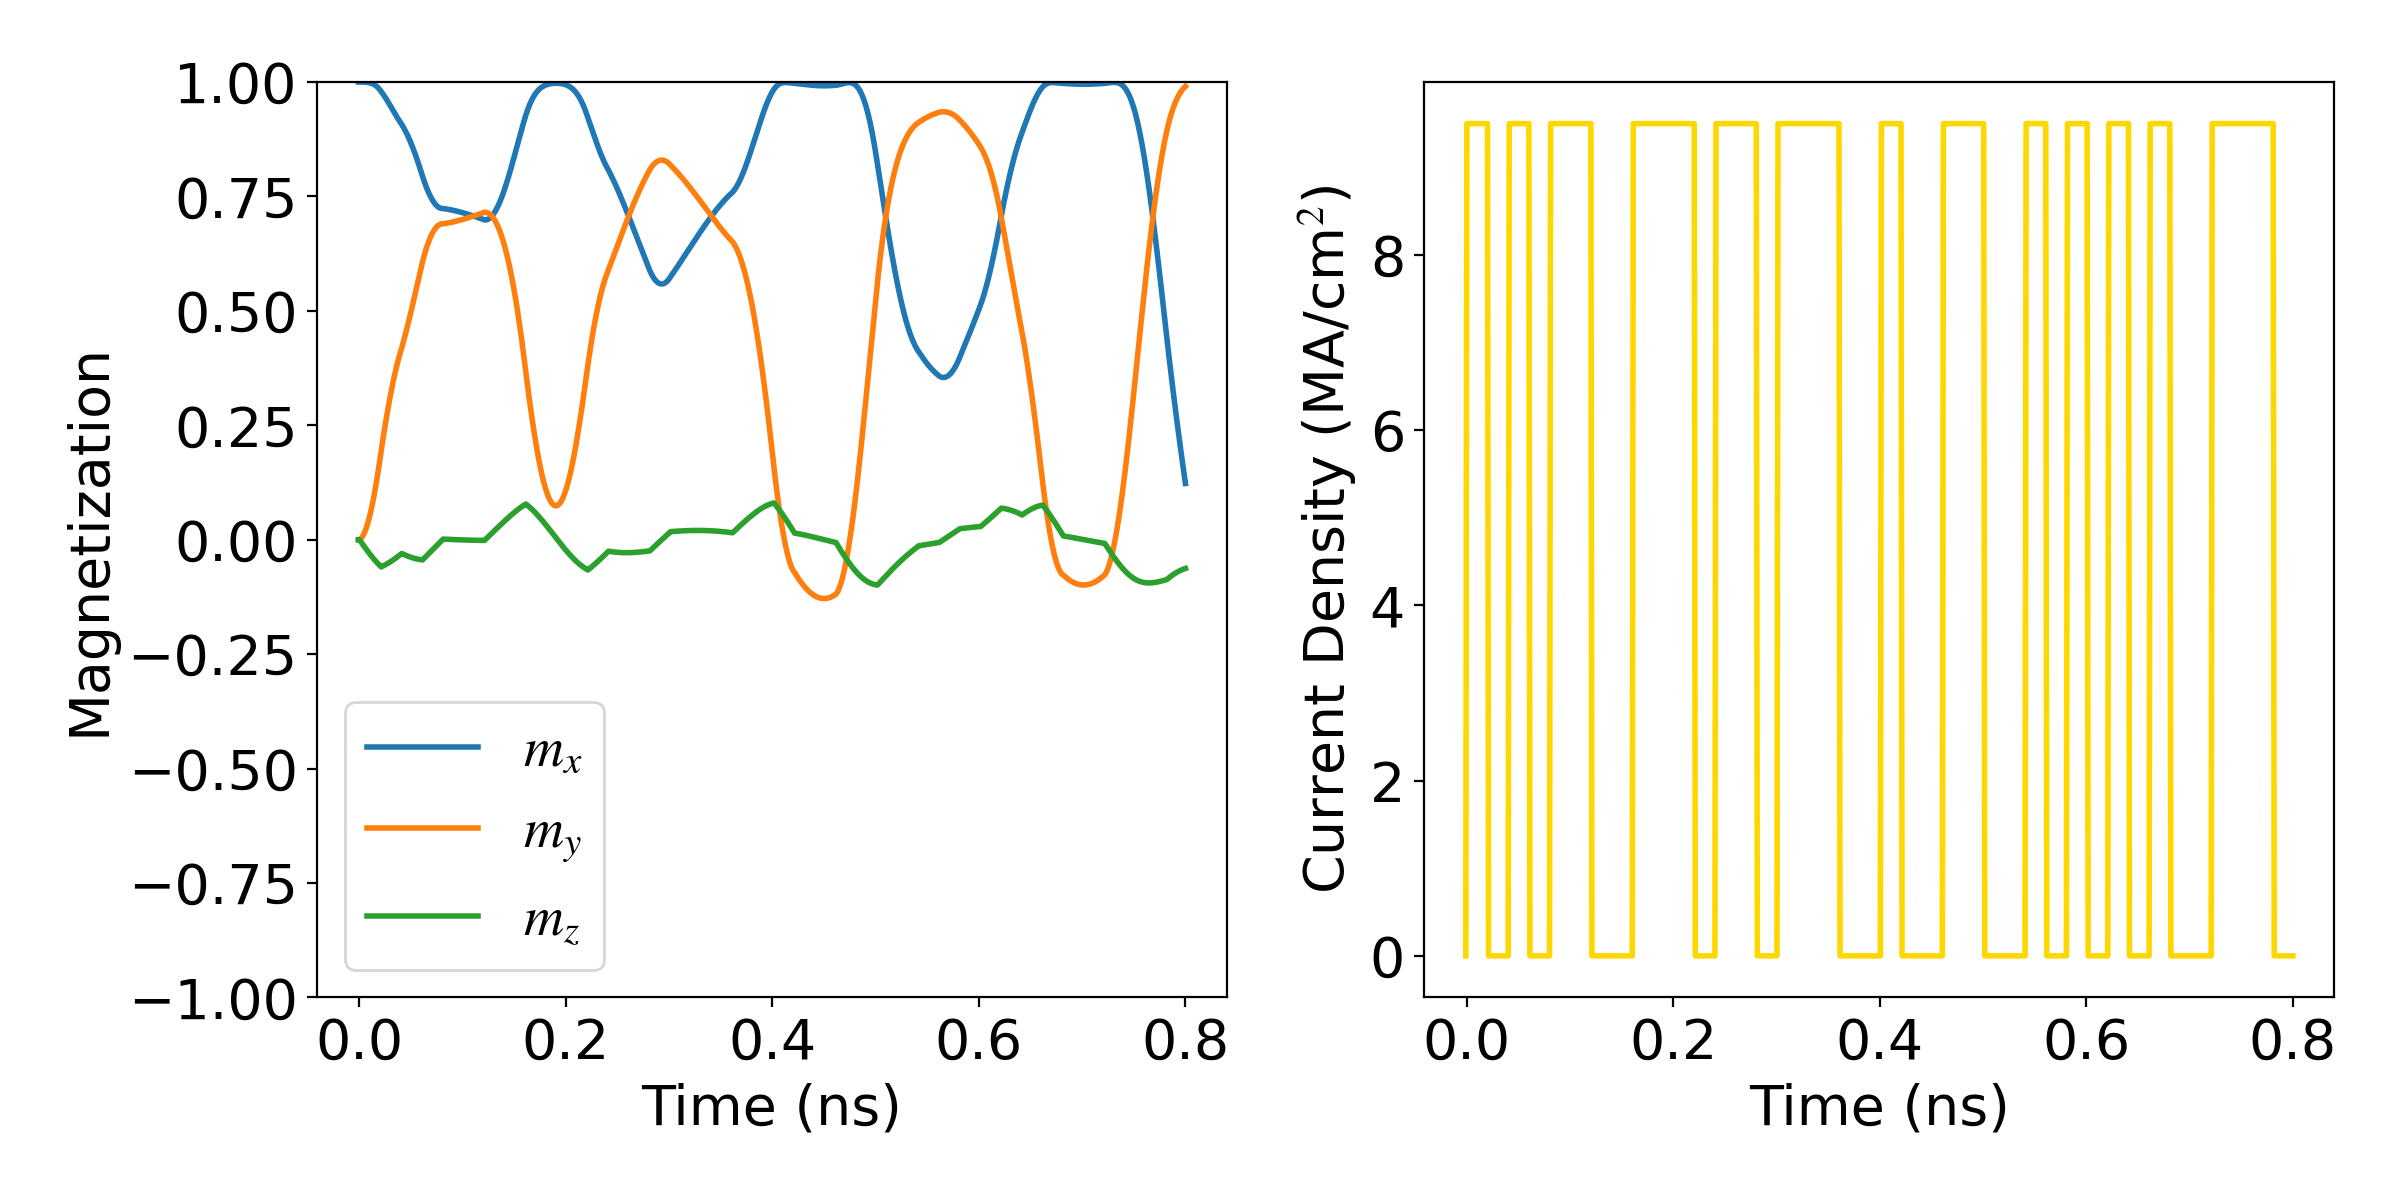 1.00
0.75
0.50
0.25
0.00
−0.25
−0.50
−0.75
−1.00
Magnetization
m_x
m_y
m_z
0.0 0.2 0.4 0.6 0.8
Time (ns)
8
6
4
2
0
Current Density (MA/cm²)
0.0 0.2 0.4 0.6 0.8
Time (ns)